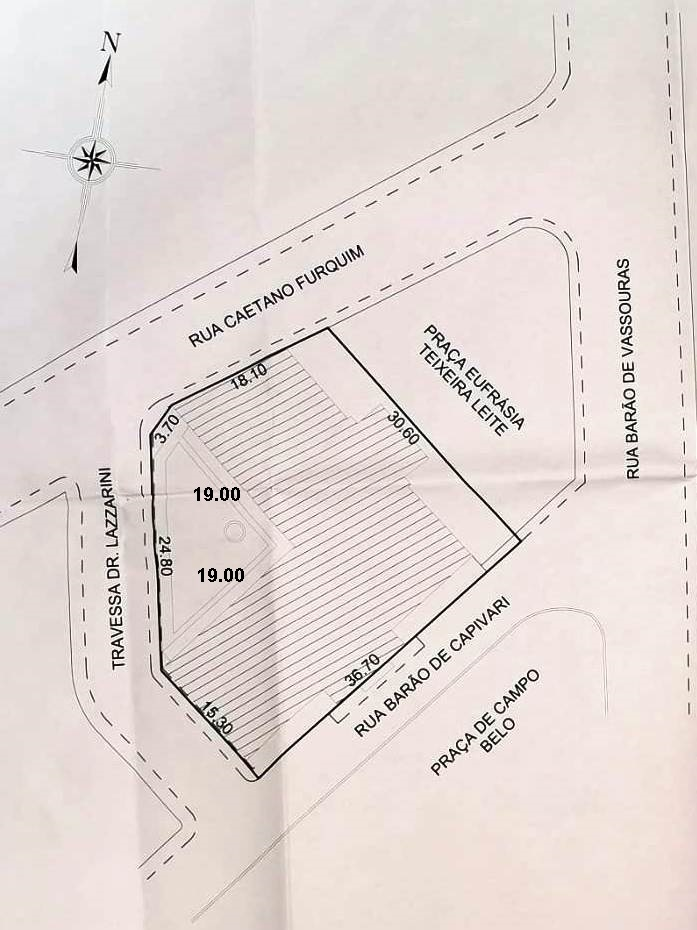 N
RUA CAETANO FURQUIM
PRAÇA EUFRÁSIA
TEIXEIRA LEITE
RUA BARÃO DE VASSOURAS
18.10
3.70
30.60
19.00
TRAVESSA DR. LAZZARINI
24.80
19.00
RUA BARÃO DE CAPIVARI
36.70
15.30
PRAÇA DE CAMPO
BELO